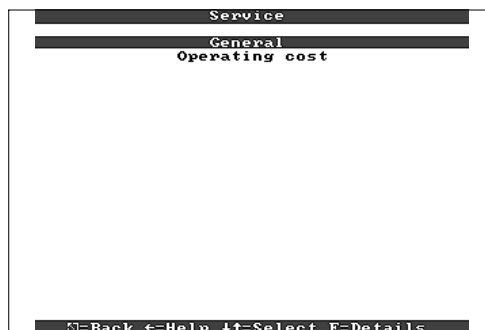 Service
General
Operating cost
⇱=Back ←=Help ↓↑=Select E=Details